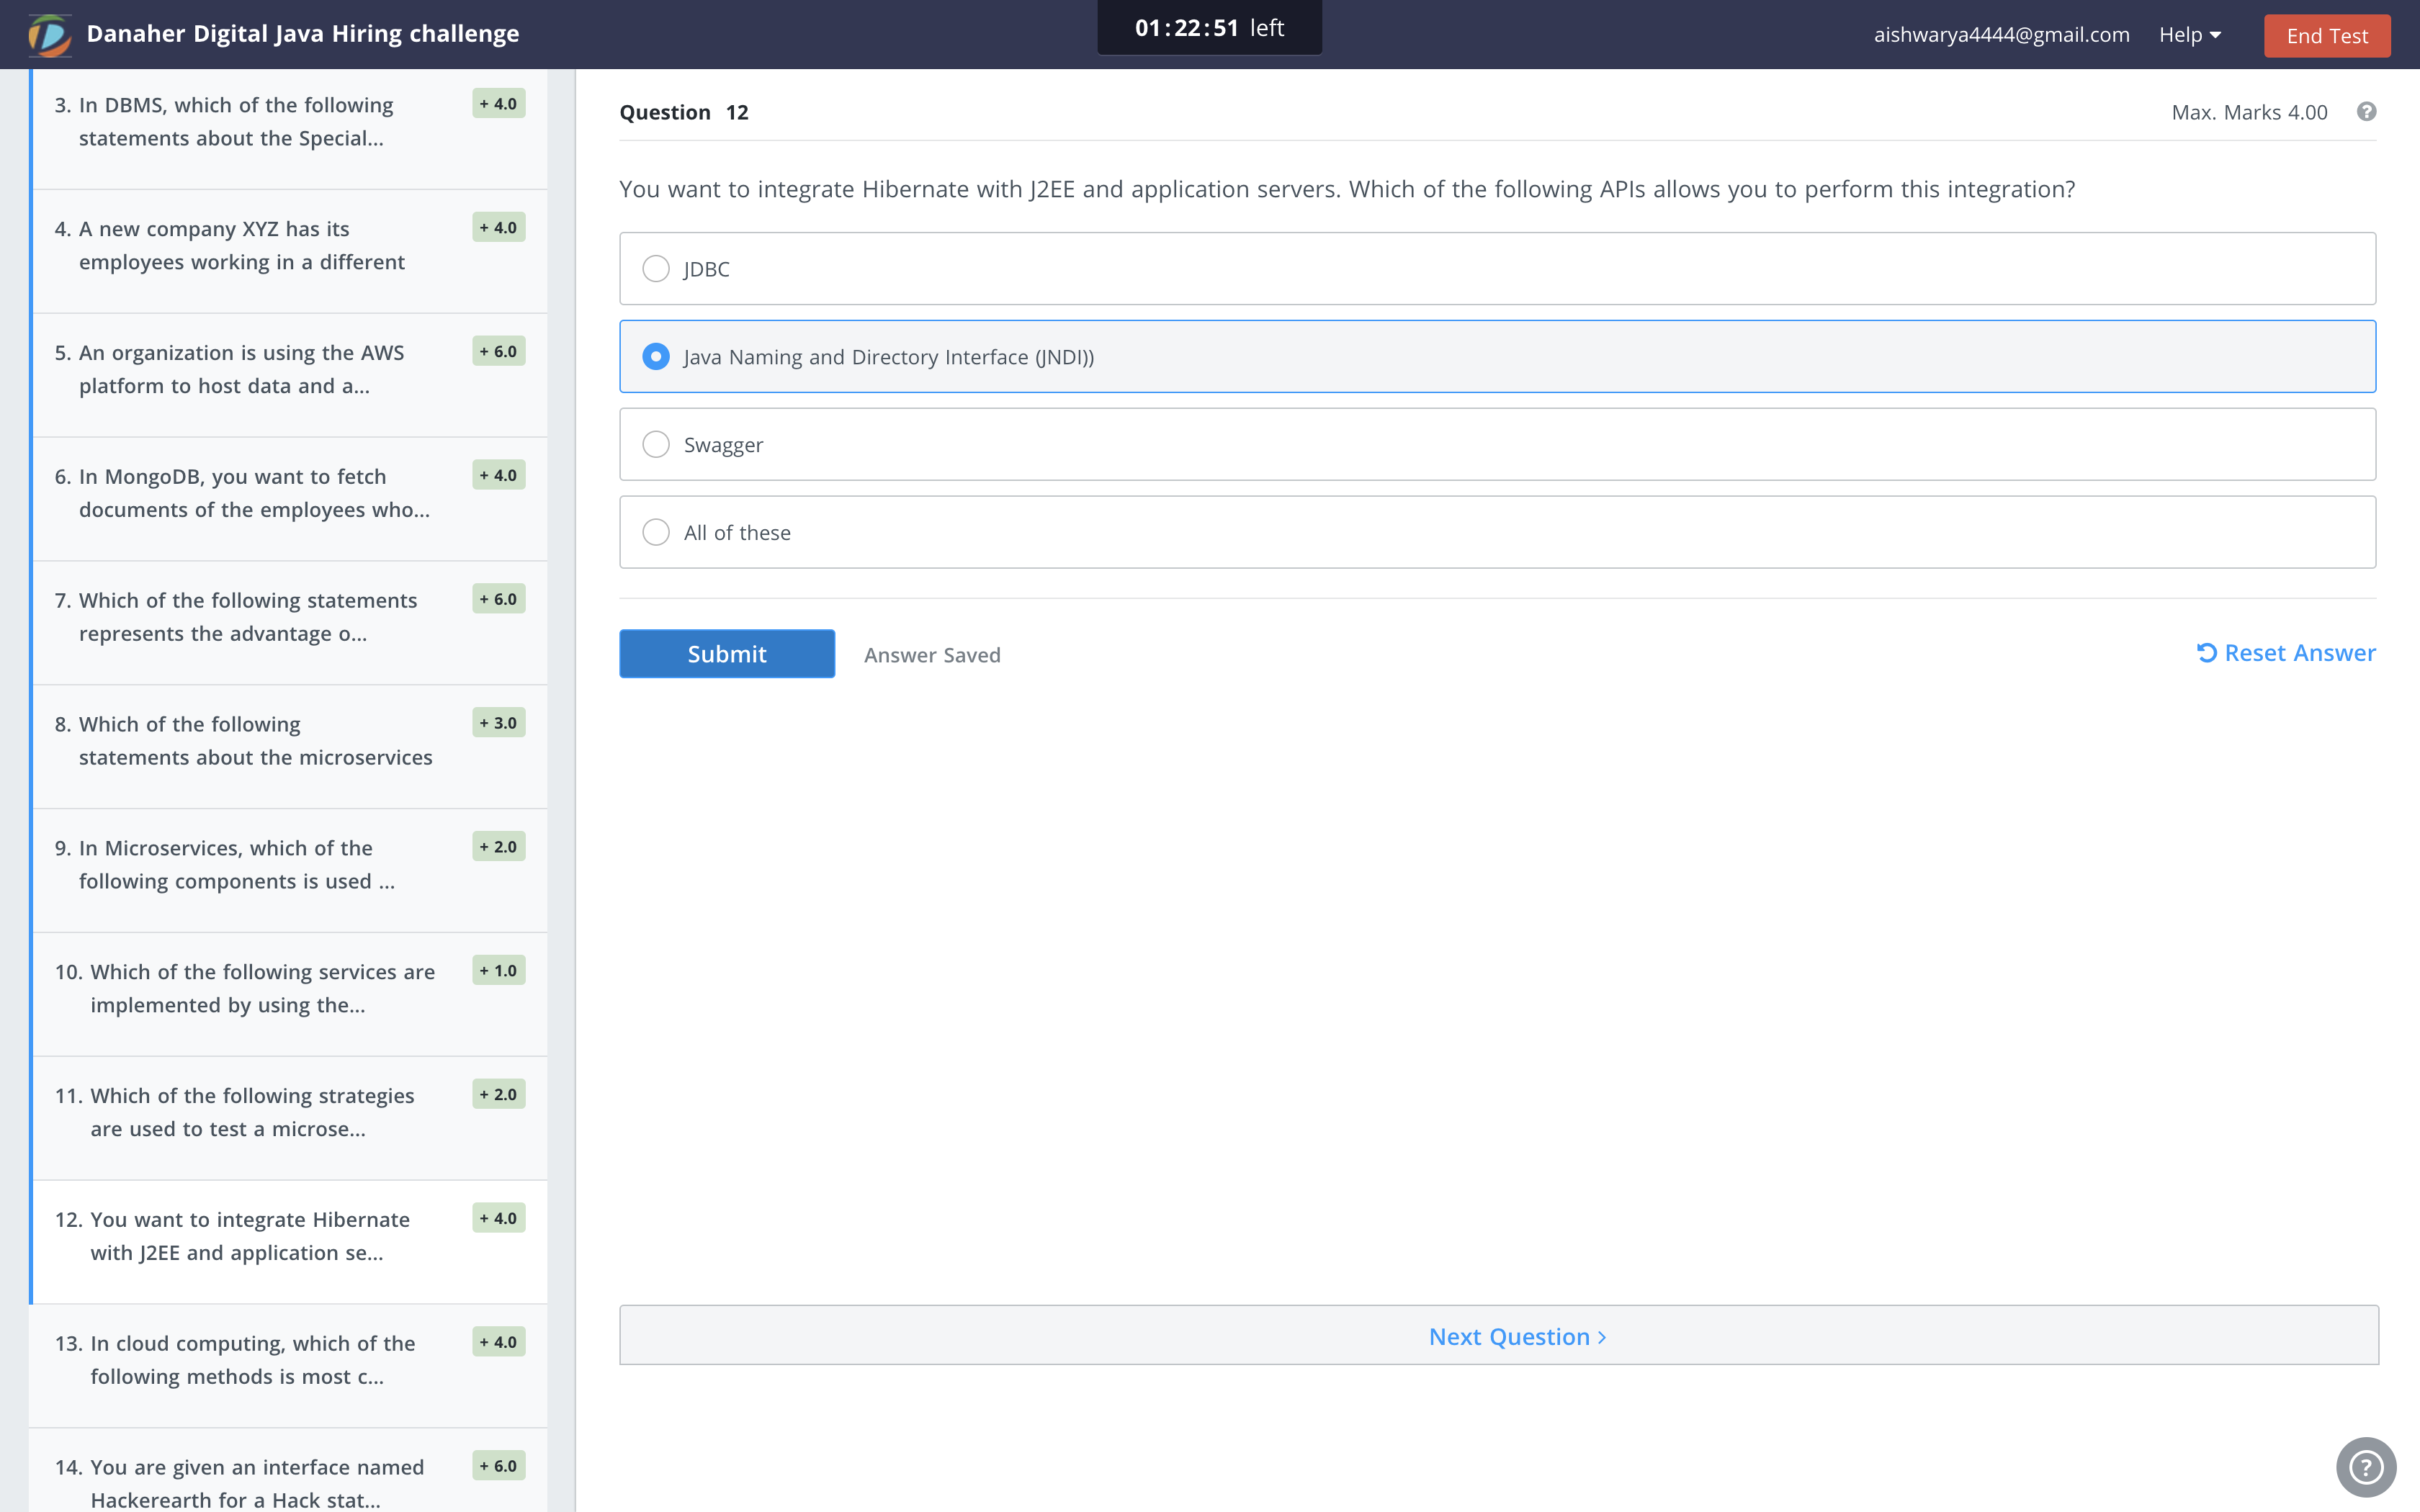 Danaher Digital Java Hiring challenge
01:22:51 left
aishwarya4444@gmail.com
Help
End Test
3. In DBMS, which of the following
statements about the Special...
+ 4.0
4. A new company XYZ has its
employees working in a different
+ 4.0
5. An organization is using the AWS
platform to host data and a...
+ 6.0
6. In MongoDB, you want to fetch
documents of the employees who...
+ 4.0
7. Which of the following statements
represents the advantage o...
+ 6.0
8. Which of the following
statements about the microservices
+ 3.0
9. In Microservices, which of the
following components is used ...
+ 2.0
10. Which of the following services are
implemented by using the...
+ 1.0
11. Which of the following strategies
are used to test a microse...
+ 2.0
12. You want to integrate Hibernate
with J2EE and application se...
+ 4.0
13. In cloud computing, which of the
following methods is most c...
+ 4.0
14. You are given an interface named
Hackerearth for a Hack stat...
+ 6.0
Question 12
Max. Marks 4.00
?
You want to integrate Hibernate with J2EE and application servers. Which of the following APIs allows you to perform this integration?
JDBC
Java Naming and Directory Interface (JNDI))
Swagger
All of these
Submit
Answer Saved
Reset Answer
Next Question >
?